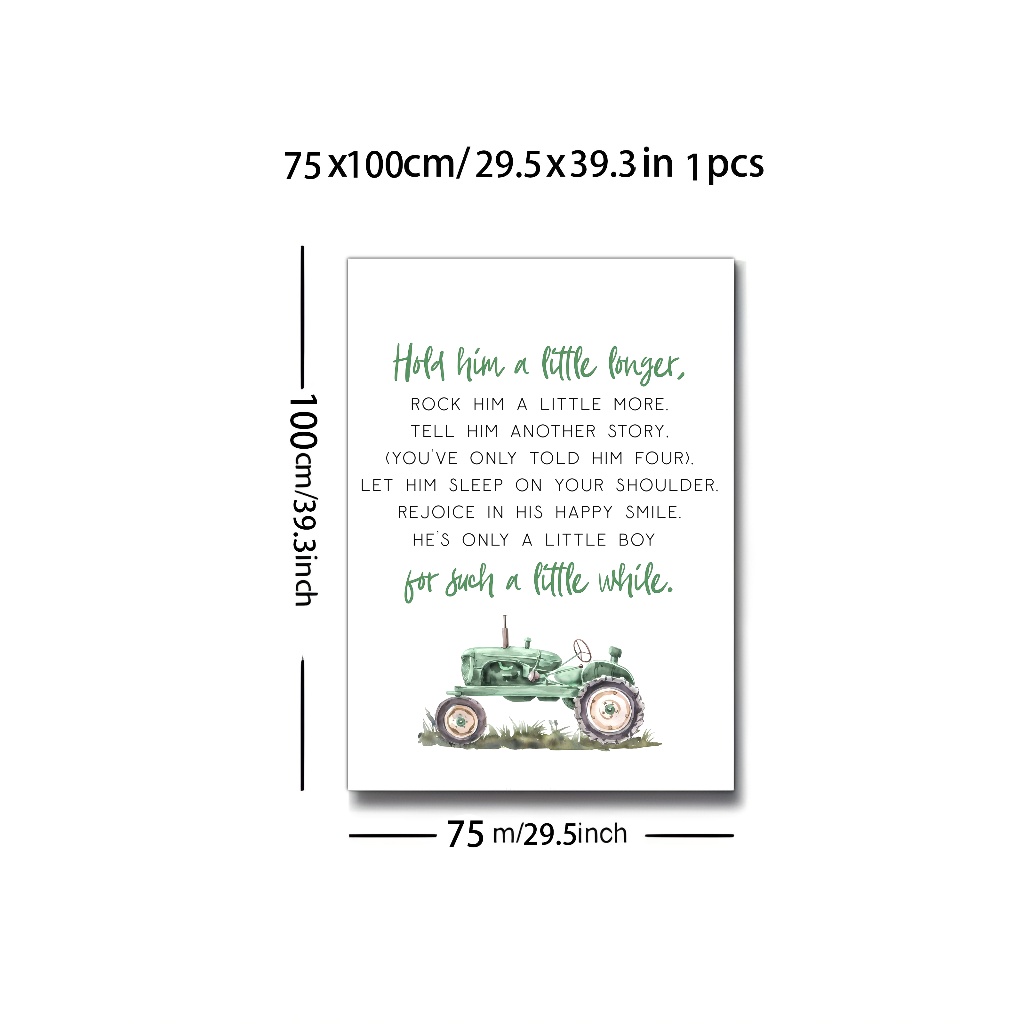 75x100cm/29.5x39.3in 1pcs
Hold him a little longer,
ROCK HIM A LITTLE MORE.
TELL HIM ANOTHER STORY.
(YOU'VE ONLY TOLD HIM FOUR).
LET HIM SLEEP ON YOUR SHOULDER.
REJOICE IN HIS HAPPY SMILE.
HE'S ONLY A LITTLE BOY
for such a little while.
100cm/39.3inch
75 m/29.5inch